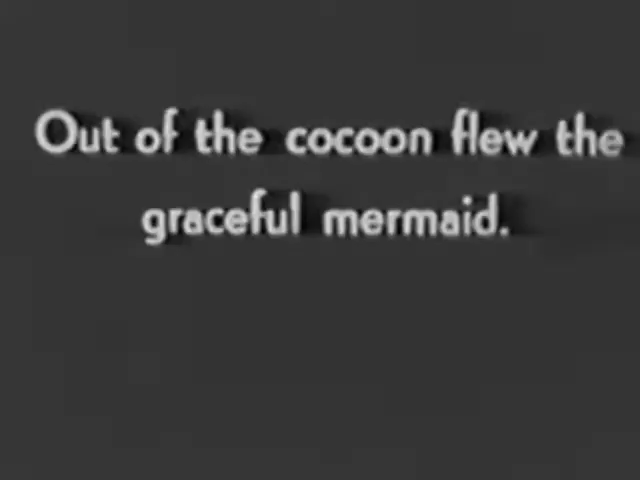 Out of the cocoon flew the
graceful mermaid.